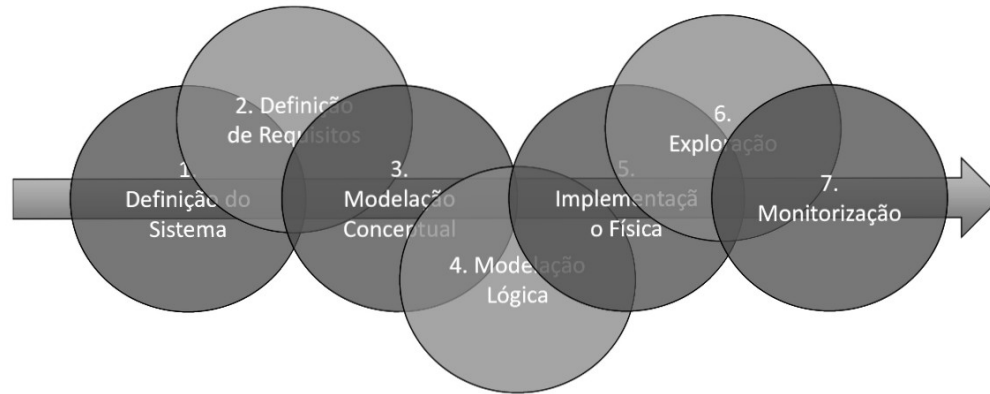 1.
Definição do
Sistema
2. Definição
de Requisitos
3.
Modelação
Conceptual
4. Modelação
Lógica
5.
Implementaçã
o Física
6.
Exploração
7.
Monitorização